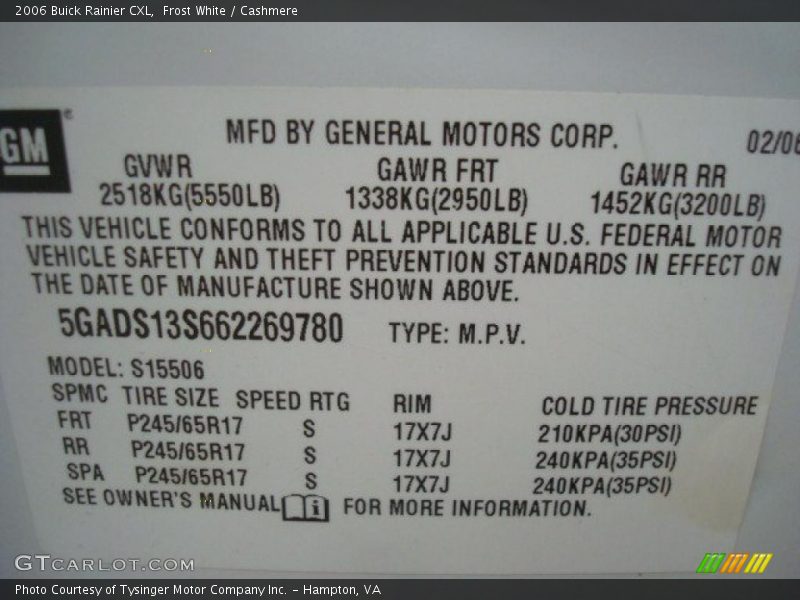 2006 Buick Rainier CXL, Frost White / Cashmere
GM
MFD BY GENERAL MOTORS CORP. 02/06
GVWR GAWR FRT GAWR RR
2518KG(5550LB) 1338KG(2950LB) 1452KG(3200LB)
THIS VEHICLE CONFORMS TO ALL APPLICABLE U.S. FEDERAL MOTOR
VEHICLE SAFETY AND THEFT PREVENTION STANDARDS IN EFFECT ON
THE DATE OF MANUFACTURE SHOWN ABOVE.
5GADS13S662269780 TYPE: M.P.V.
MODEL: S15506
SPMC TIRE SIZE SPEED RTG RIM COLD TIRE PRESSURE
FRT P245/65R17 S 17X7J 210KPA(30PSI)
RR P245/65R17 S 17X7J 240KPA(35PSI)
SPA P245/65R17 S 17X7J 240KPA(35PSI)
SEE OWNER'S MANUAL i FOR MORE INFORMATION.
GTCARLOT.COM
Photo Courtesy of Tysinger Motor Company Inc. - Hampton, VA